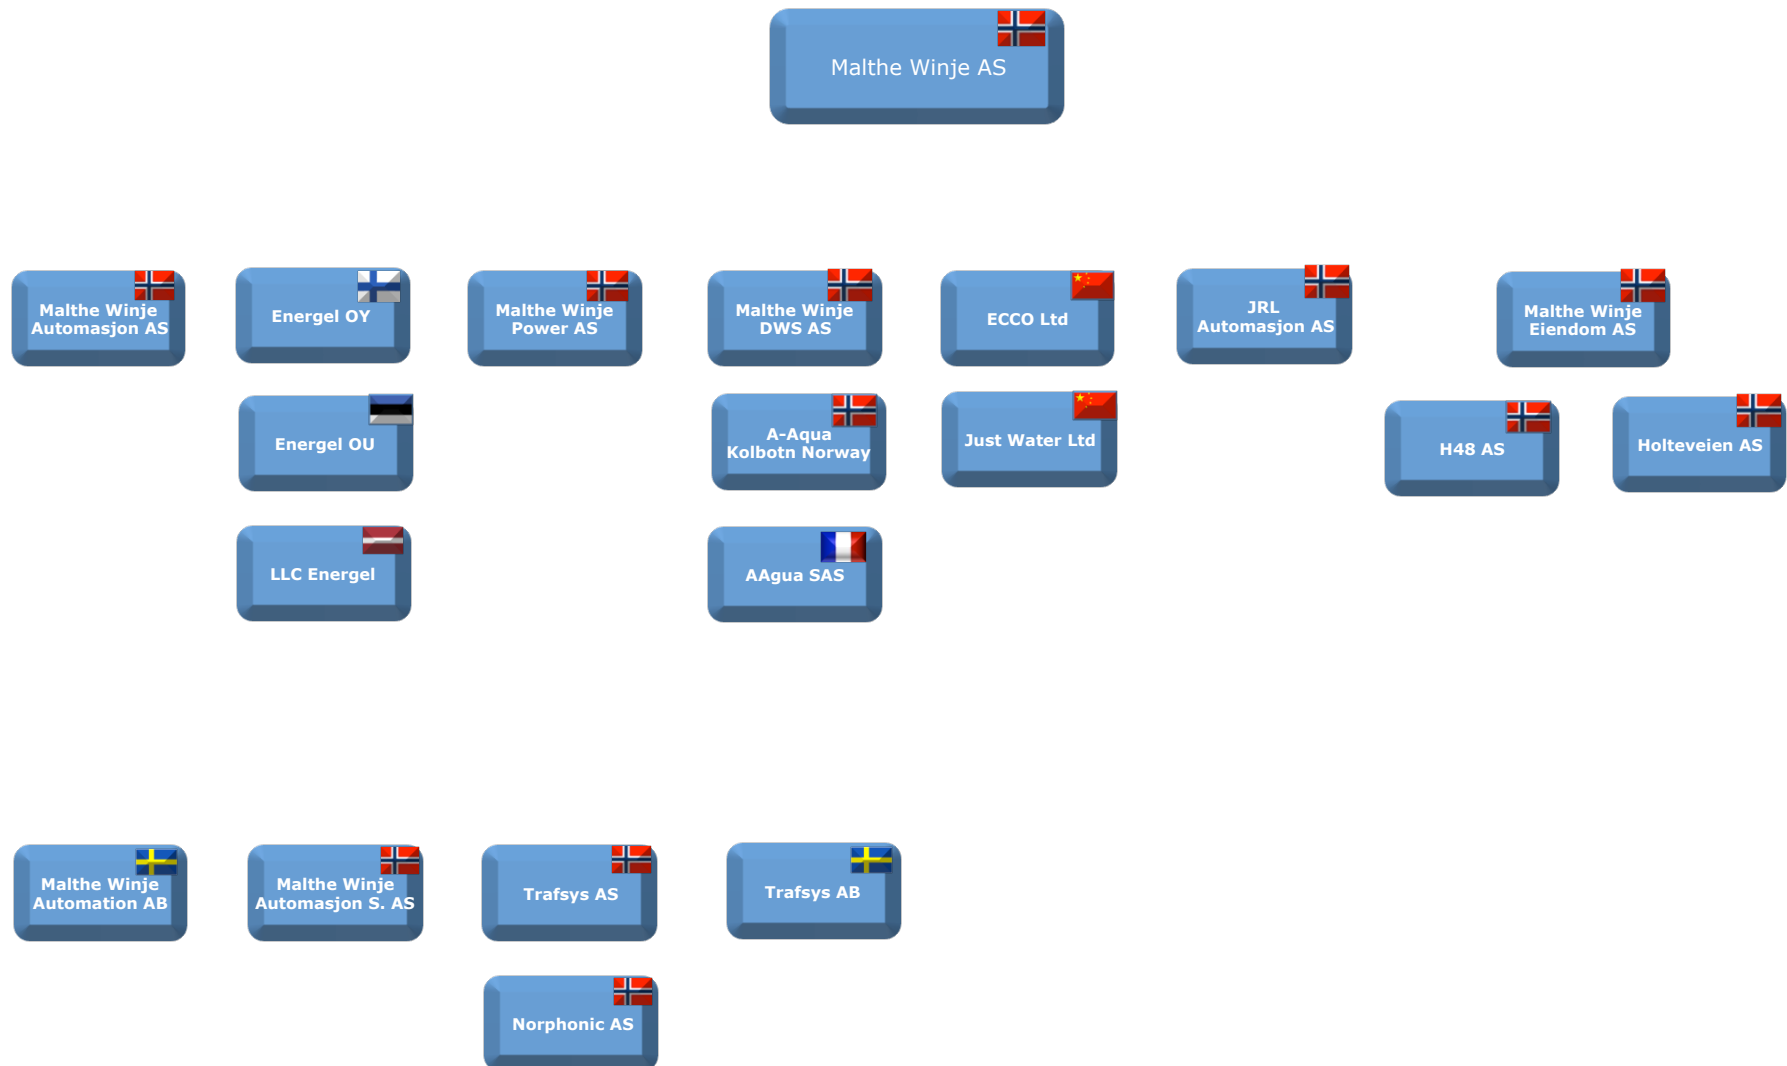 Malthe Winje AS
Malthe Winje
Automasjon AS
Energel OY
Malthe Winje
Power AS
Malthe Winje
DWS AS
ECCO Ltd
JRL
Automasjon AS
Malthe Winje
Eiendom AS
Energel OU
A-Aqua
Kolbotn Norway
Just Water Ltd
H48 AS
Holteveien AS
LLC Energel
AAgua SAS
Malthe Winje
Automation AB
Malthe Winje
Automasjon S. AS
Trafsys AS
Trafsys AB
Norphonic AS